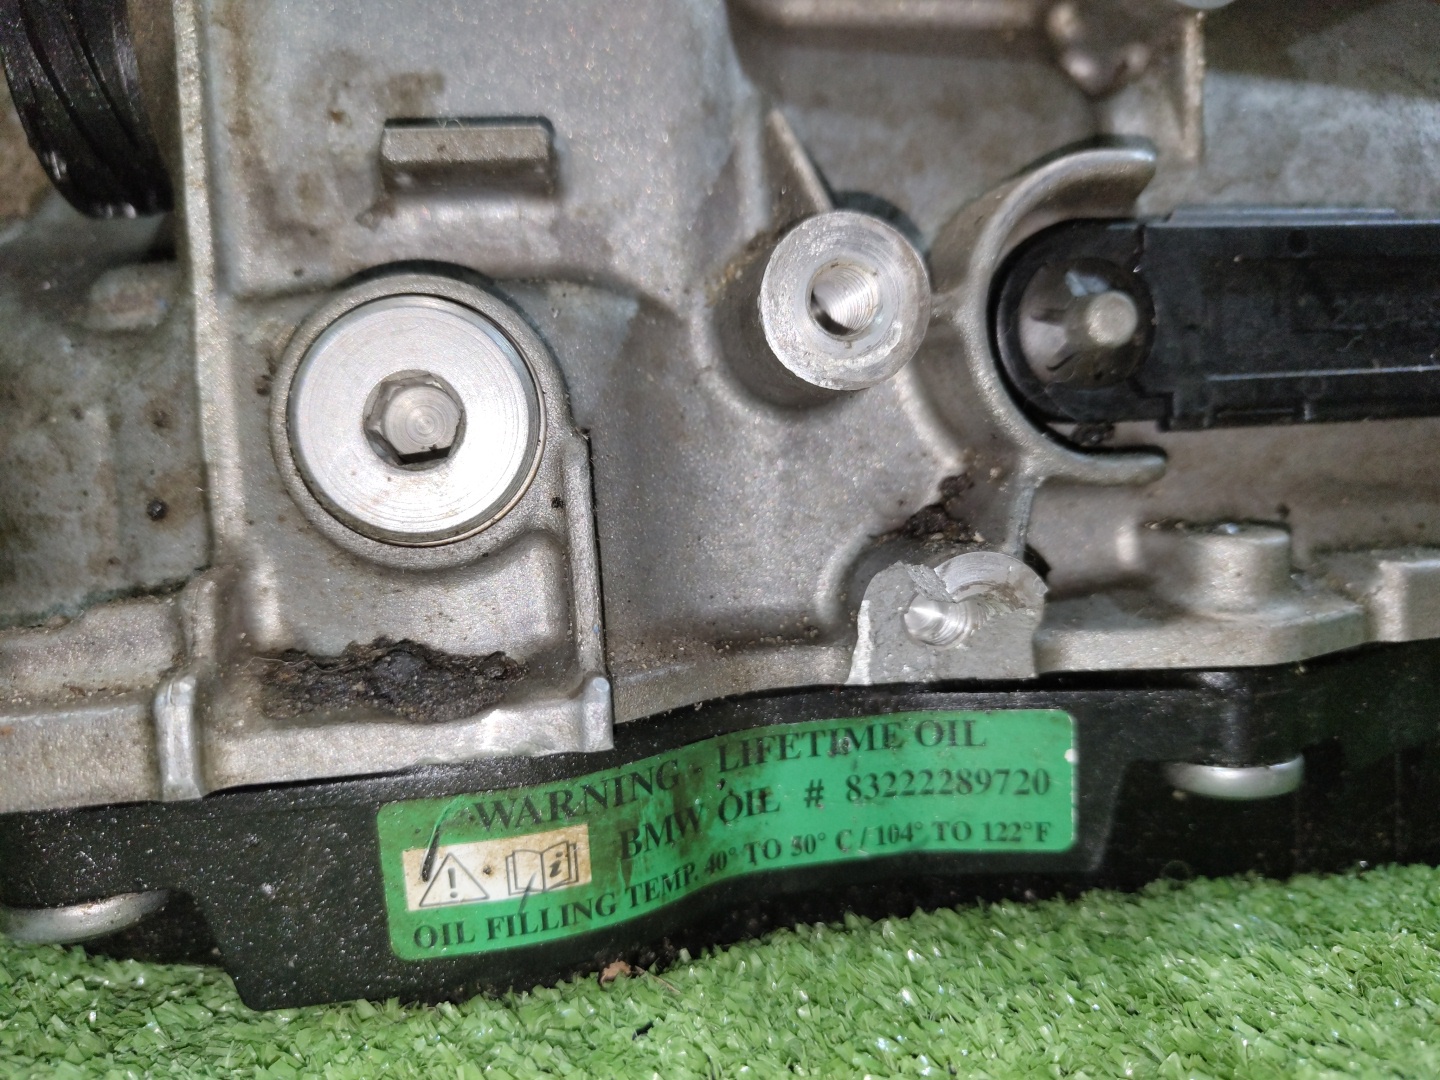 WARNING - LIFETIME OIL
BMW OIL # 83222289720
OIL FILLING TEMP. 40° TO 50° C / 104° TO 122°F